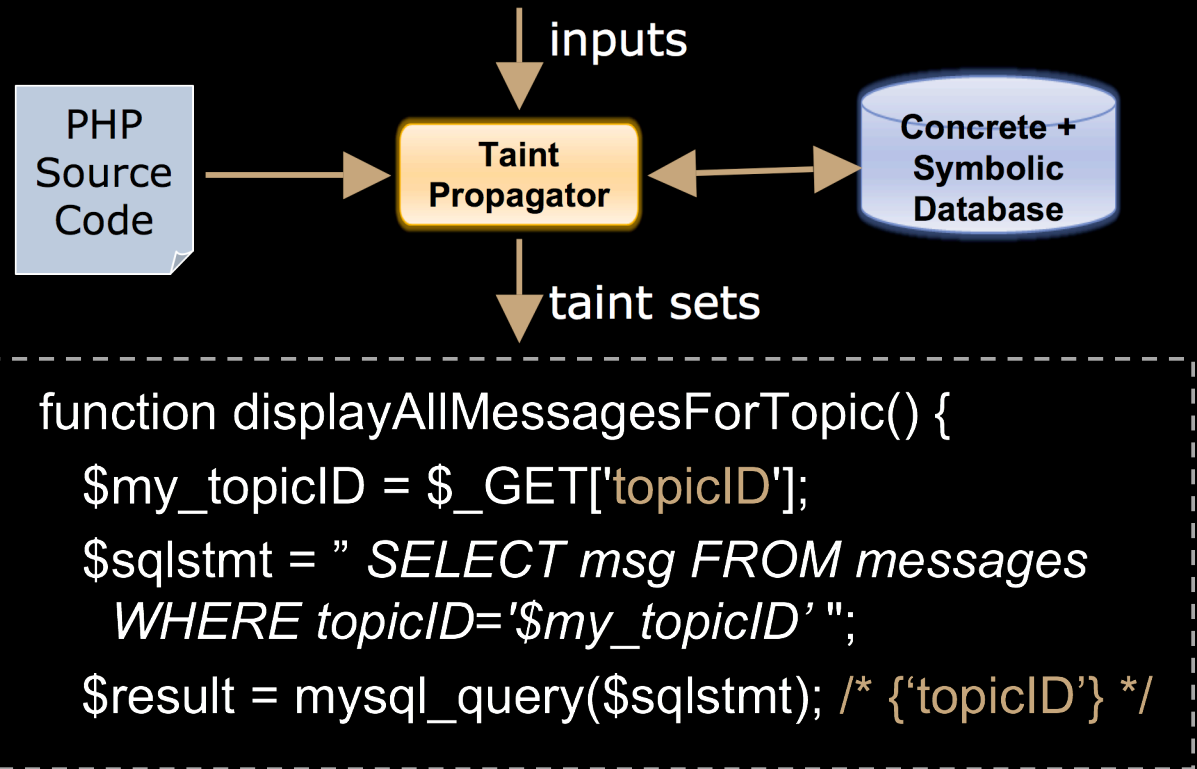 inputs
PHP
Source
Code
Taint
Propagator
Concrete +
Symbolic
Database
taint sets
function displayAllMessagesForTopic() {
$my_topicID = $_GET['topicID'];
$sqlstmt = ” SELECT msg FROM messages
WHERE topicID='$my_topicID’ ";
$result = mysql_query($sqlstmt); /* {‘topicID’} */